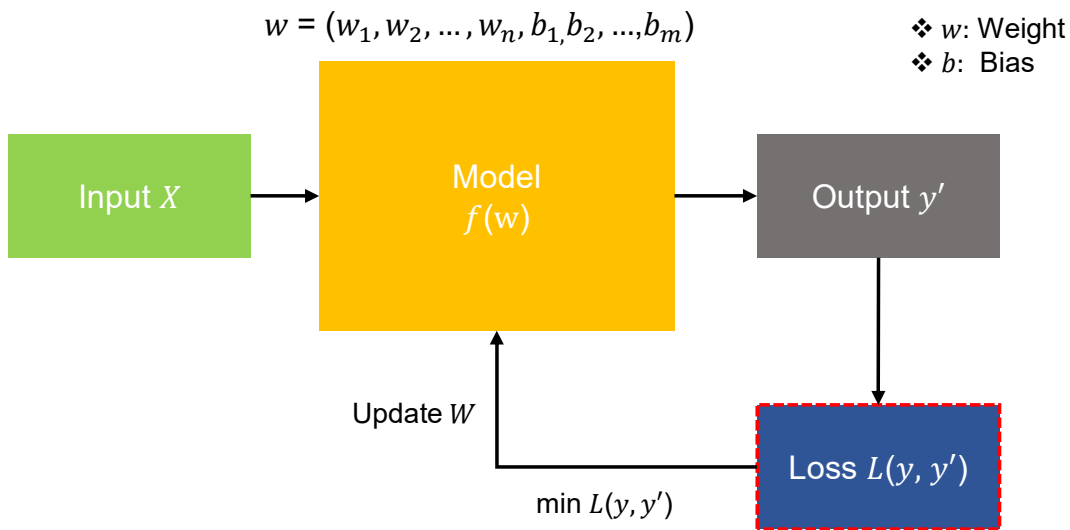 w = (w₁, w₂, … , wₙ, b₁, b₂, …, bₘ)
❖ w: Weight
❖ b: Bias
Input X
Model
f(w)
Output y′
Update W
Loss L(y, y′)
min L(y, y′)